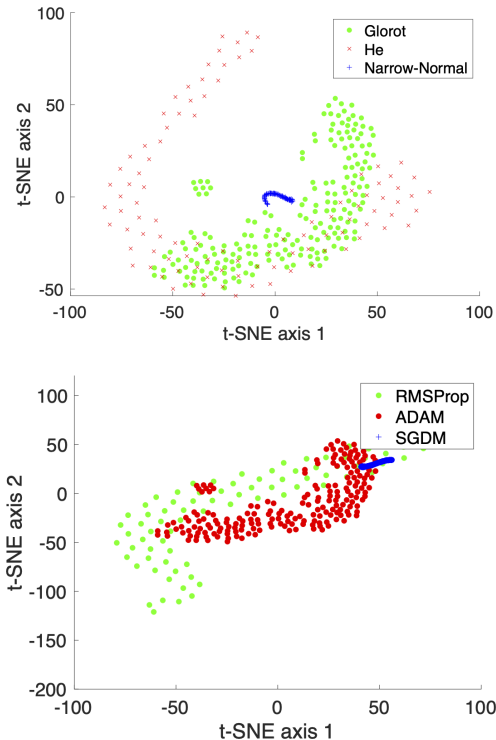 100
Glorot
He
Narrow-Normal
50
t-SNE axis 2
0
-50
-100 -50 0 50 100
t-SNE axis 1
100
RMSProp
ADAM
SGDM
50
0
t-SNE axis 2
-50
-100
-150
-200
-100 -50 0 50 100
t-SNE axis 1